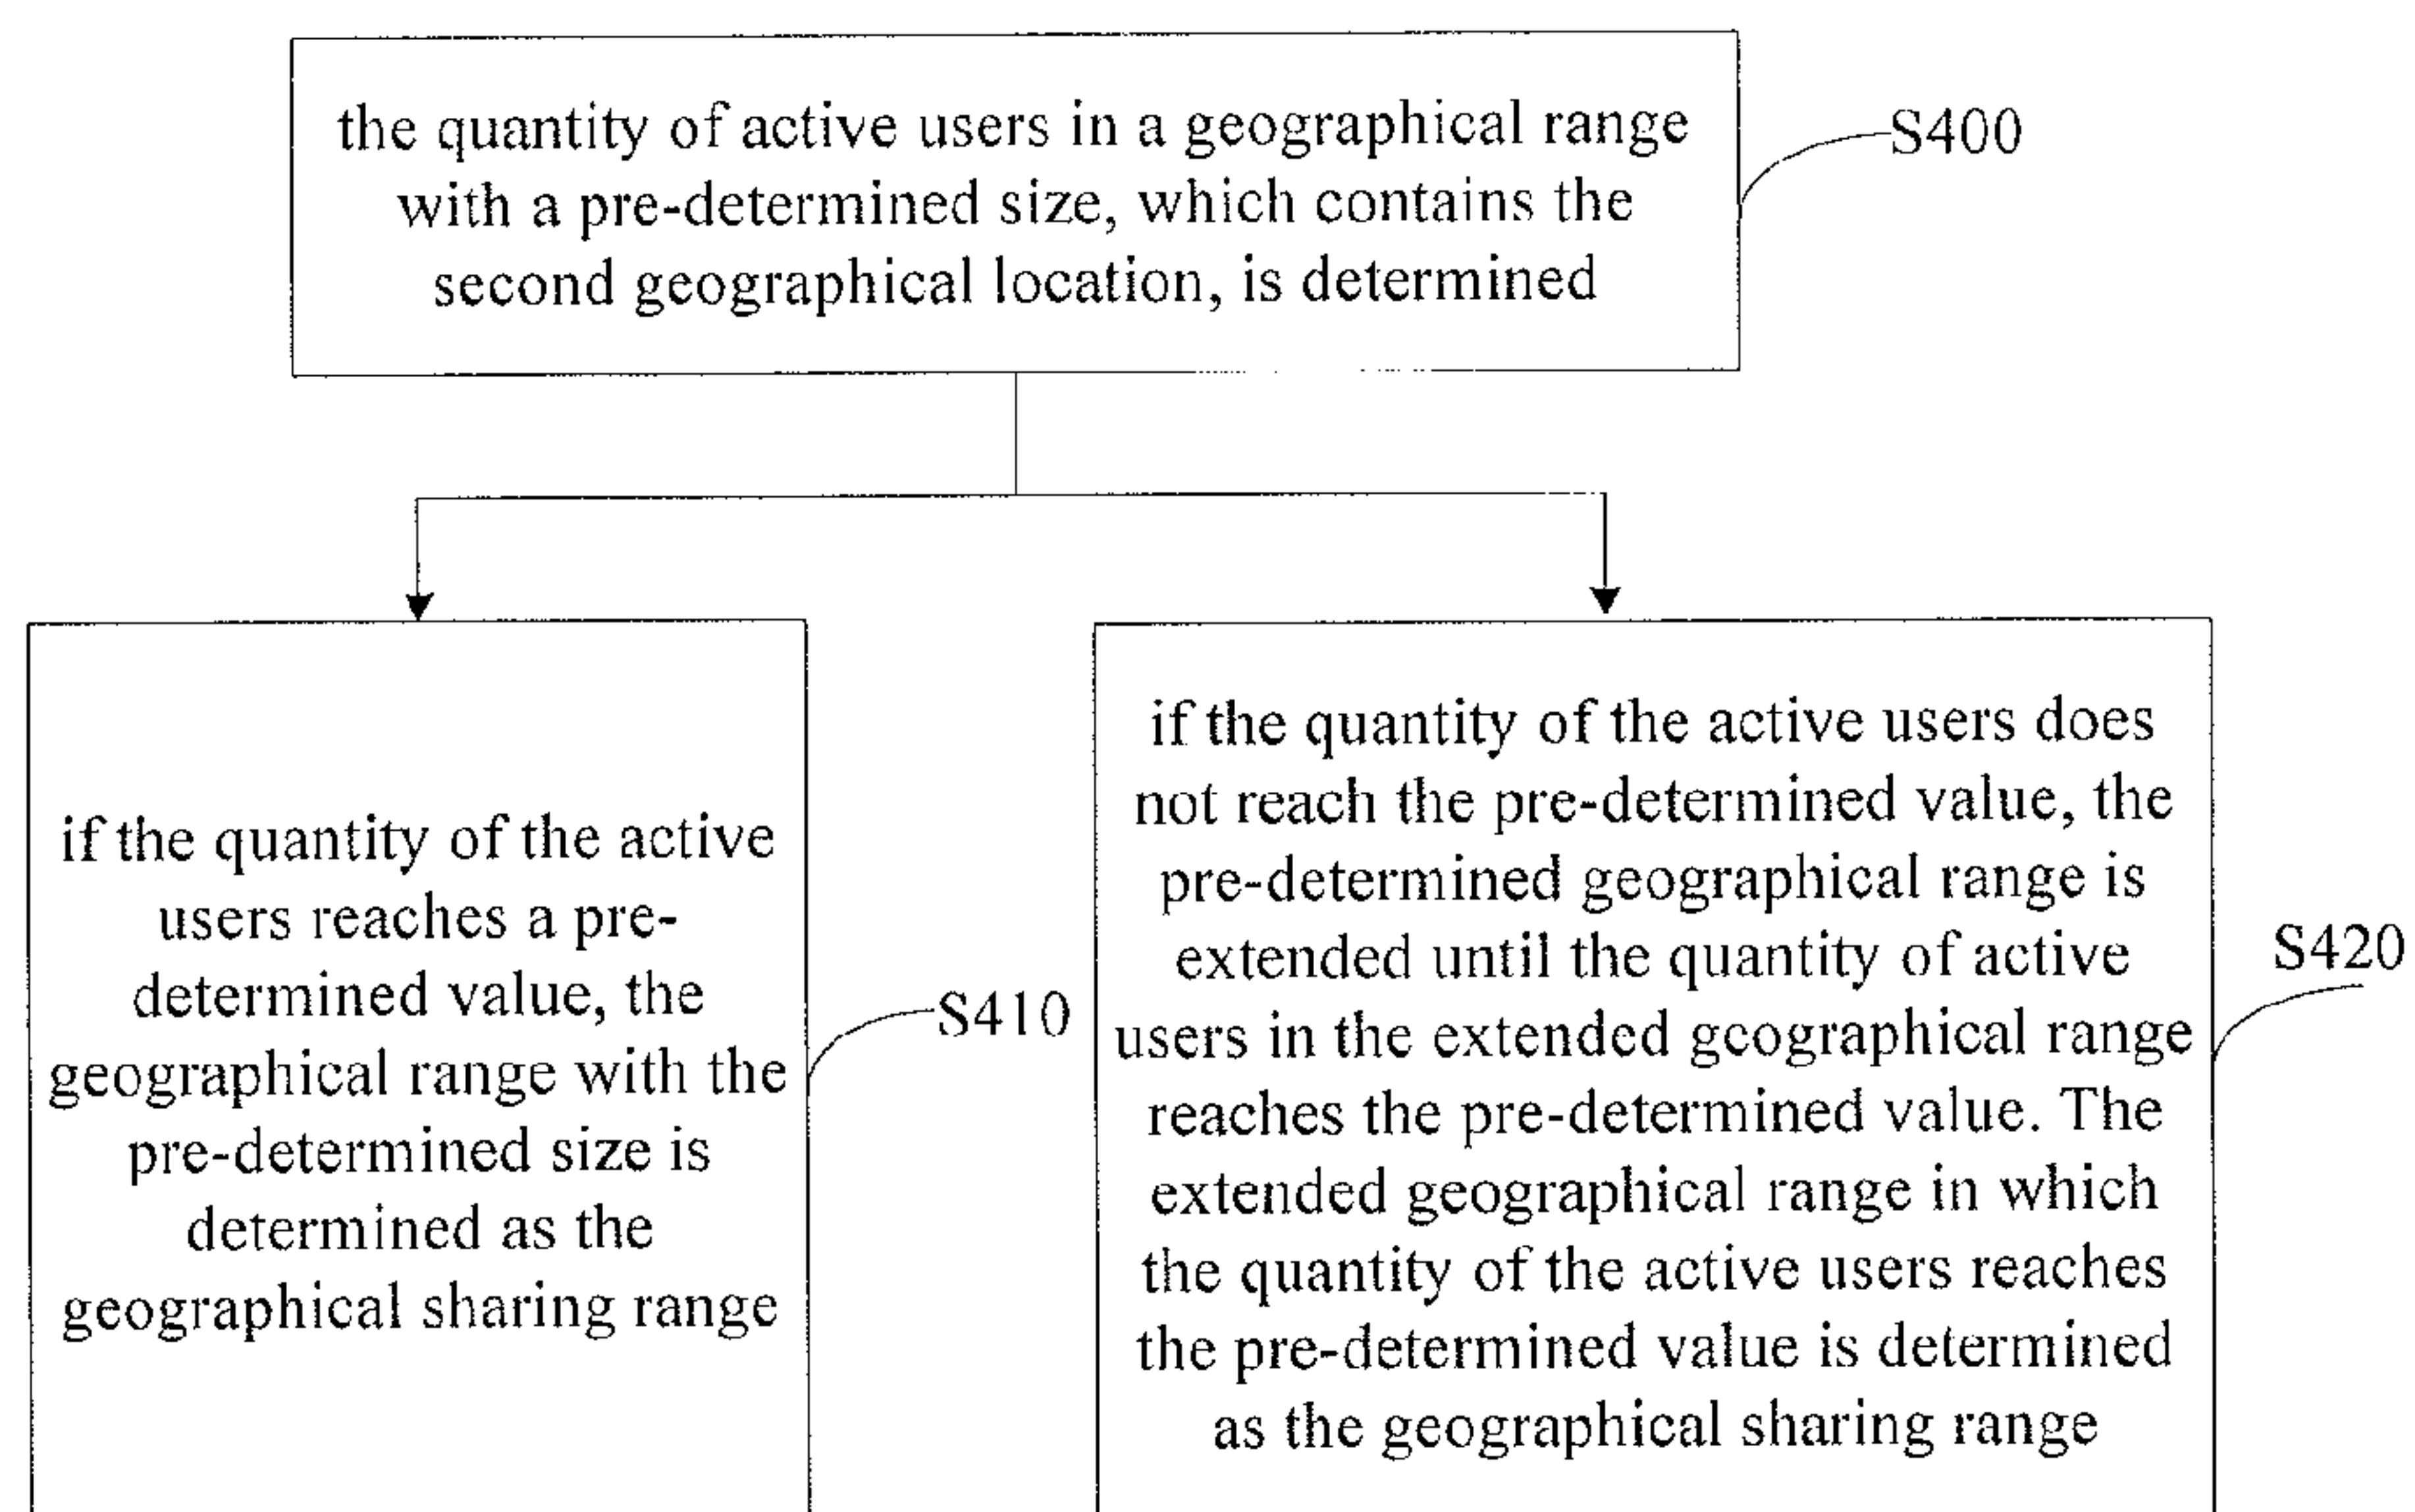 the quantity of active users in a geographical range
with a pre-determined size, which contains the
second geographical location, is determined
S400
if the quantity of the active
users reaches a pre-
determined value, the
geographical range with the
pre-determined size is
determined as the
geographical sharing range
S410
if the quantity of the active users does
not reach the pre-determined value, the
pre-determined geographical range is
extended until the quantity of active
users in the extended geographical range
reaches the pre-determined value. The
extended geographical range in which
the quantity of the active users reaches
the pre-determined value is determined
as the geographical sharing range
S420